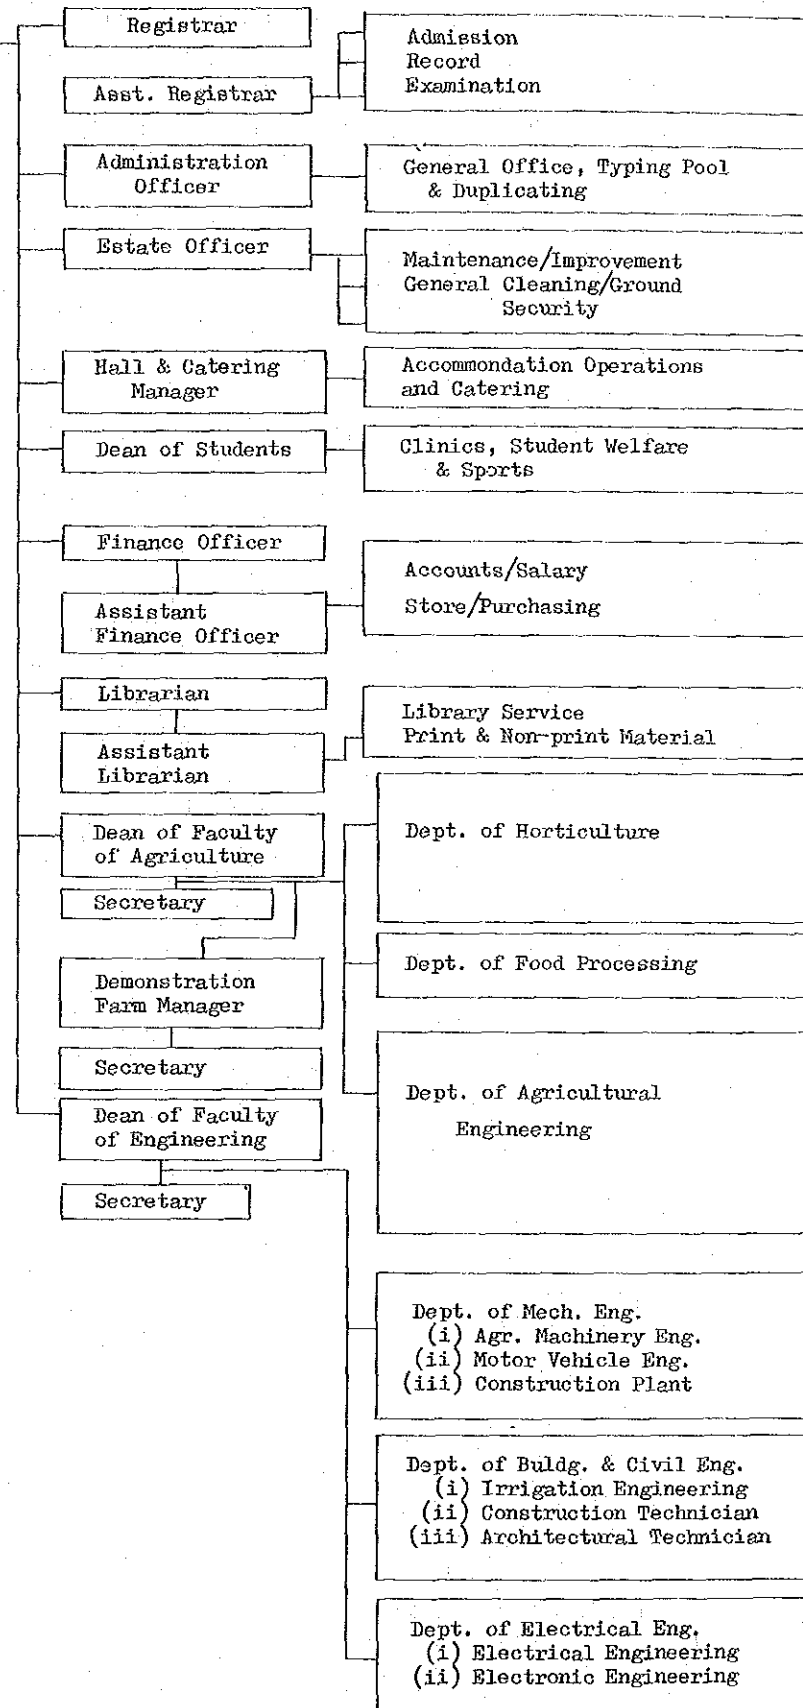 Registrar
Asst. Registrar
Admission
Record
Examination
Administration
Officer
General Office, Typing Pool
& Duplicating
Estate Officer
Maintenance/Improvement
General Cleaning/Ground
Security
Hall & Catering
Manager
Accommondation Operations
and Catering
Dean of Students
Clinics, Student Welfare
& Sports
Finance Officer
Assistant
Finance Officer
Accounts/Salary
Store/Purchasing
Librarian
Assistant
Librarian
Library Service
Print & Non-print Material
Dean of Faculty
of Agriculture
Secretary
Demonstration
Farm Manager
Secretary
Dept. of Horticulture
Dept. of Food Processing
Dept. of Agricultural
Engineering
Dean of Faculty
of Engineering
Secretary
Dept. of Mech. Eng.
(i) Agr. Machinery Eng.
(ii) Motor Vehicle Eng.
(iii) Construction Plant
Dept. of Buldg. & Civil Eng.
(i) Irrigation Engineering
(ii) Construction Technician
(iii) Architectural Technician
Dept. of Electrical Eng.
(i) Electrical Engineering
(ii) Electronic Engineering